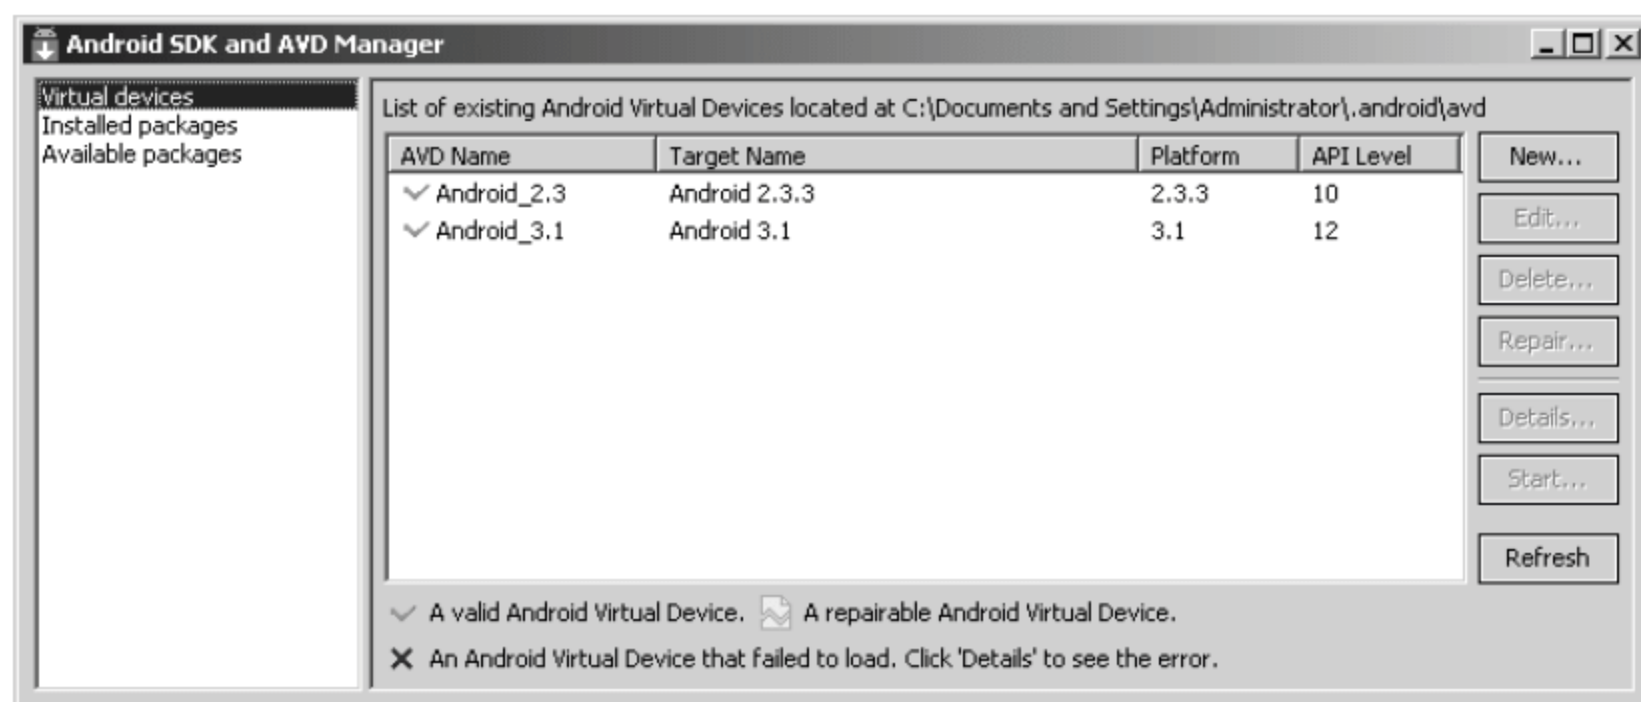 Android SDK and AVD Manager
Virtual devices
Installed packages
Available packages
List of existing Android Virtual Devices located at C:\Documents and Settings\Administrator\.android\avd
AVD Name Target Name Platform API Level
Android_2.3 Android 2.3.3 2.3.3 10
Android_3.1 Android 3.1 3.1 12
New...
Edit...
Delete...
Repair...
Details...
Start...
Refresh
A valid Android Virtual Device. A repairable Android Virtual Device.
An Android Virtual Device that failed to load. Click 'Details' to see the error.